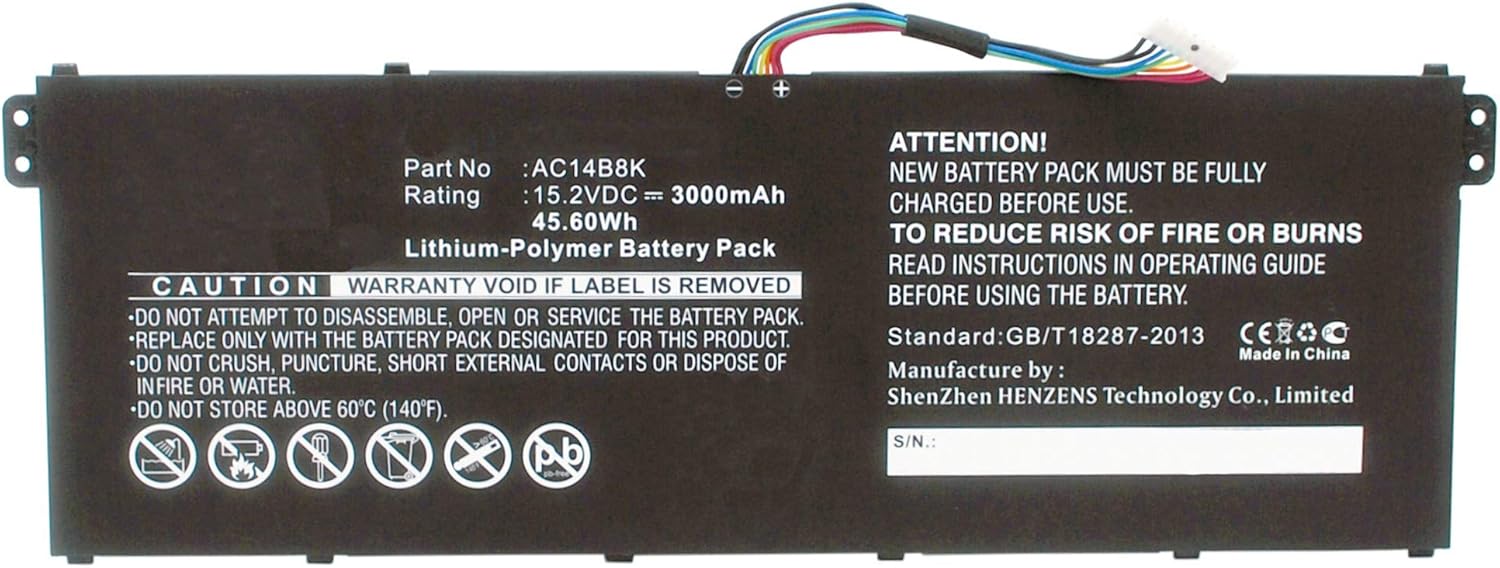 Part No :AC14B8K
Rating :15.2VDC ⎓ 3000mAh
45.60Wh
Lithium-Polymer Battery Pack
CAUTION WARRANTY VOID IF LABEL IS REMOVED
•DO NOT ATTEMPT TO DISASSEMBLE, OPEN OR SERVICE THE BATTERY PACK.
•REPLACE ONLY WITH THE BATTERY PACK DESIGNATED FOR THIS PRODUCT.
•DO NOT CRUSH, PUNCTURE, SHORT EXTERNAL CONTACTS OR DISPOSE OF
INFIRE OR WATER.
•DO NOT STORE ABOVE 60°C (140°F).
Pb
pb-free
ATTENTION!
NEW BATTERY PACK MUST BE FULLY
CHARGED BEFORE USE.
TO REDUCE RISK OF FIRE OR BURNS
READ INSTRUCTIONS IN OPERATING GUIDE
BEFORE USING THE BATTERY.
Standard:GB/T18287-2013 CE
Made In China
Manufacture by :
ShenZhen HENZENS Technology Co., Limited
S/N.: